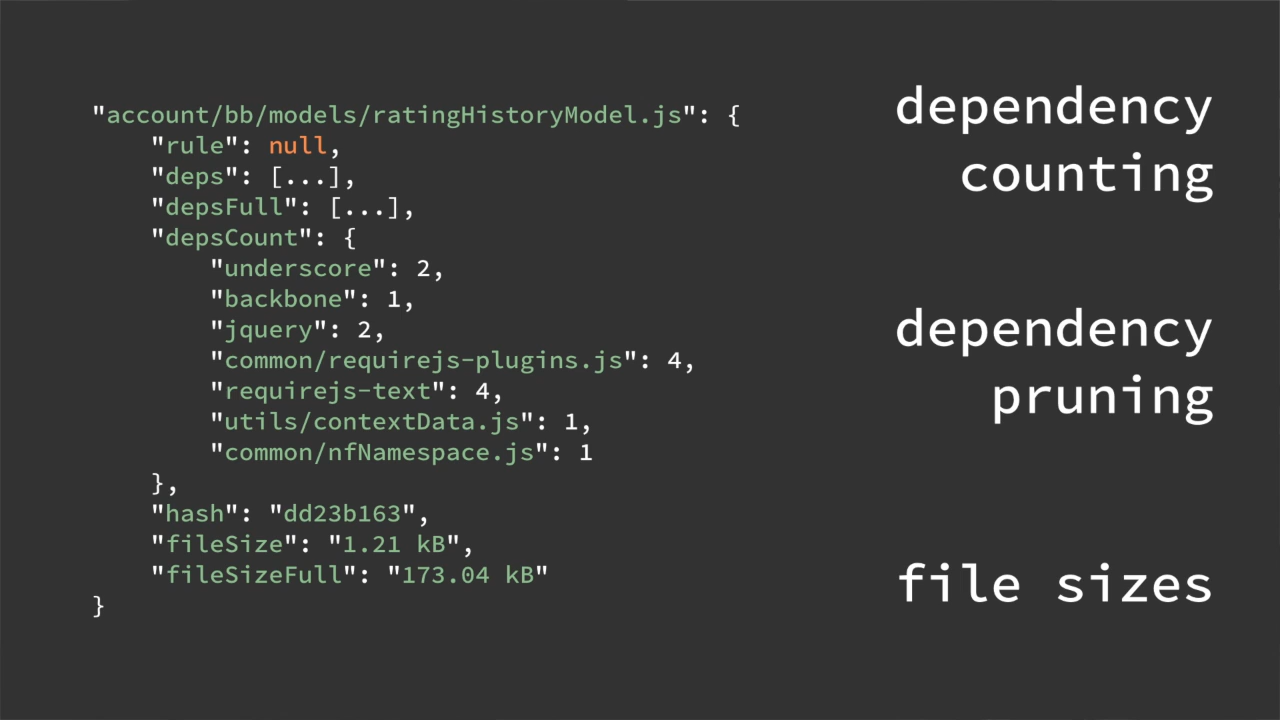 "account/bb/models/ratingHistoryModel.js": {
    "rule": null,
    "deps": [...],
    "depsFull": [...],
    "depsCount": {
        "underscore": 2,
        "backbone": 1,
        "jquery": 2,
        "common/requirejs-plugins.js": 4,
        "requirejs-text": 4,
        "utils/contextData.js": 1,
        "common/nfNamespace.js": 1
    },
    "hash": "dd23b163",
    "fileSize": "1.21 kB",
    "fileSizeFull": "173.04 kB"
}
dependency
counting
dependency
pruning
file sizes